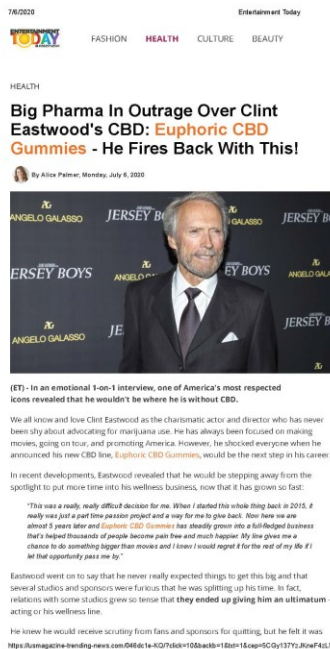 7/6/2020 Entertainment Today
ENTERTAINMENT
TODAY
FASHION HEALTH CULTURE BEAUTY
HEALTH
Big Pharma In Outrage Over Clint
Eastwood's CBD: Euphoric CBD
Gummies - He Fires Back With This!
By Alice Palmer, Monday, July 6, 2020
AG JERSEY BO AG GALASSO JERSEY BOYS
ANGELO GALASSO
ERSEY BOYS ANGELO EY BOYS AG
ANGELO GALA
AG JE JERSEY B
ANGELO GALASSO
(ET) - In an emotional 1-on-1 interview, one of America's most respected
icons revealed that he wouldn't be where he is without CBD.
We all know and love Clint Eastwood as the charismatic actor and director who has never
been shy about advocating for marijuana use. He has always been focused on making
movies, going on tour, and promoting America. However, he shocked everyone when he
announced his new CBD line, Euphoric CBD Gummies, would be the next step in his career
In recent developments, Eastwood revealed that he would be stepping away from the
spotlight to put more into his wellness business, now that it has grown so fast:
"This was a really, really difficult decision for me. When I started this whole thing back in 2015, it
really was just a part time passion project and a way for me to give back. Now here we are
almost 5 years later and Euphoric CBD Gummies has steadily grown into a full-fledged business
that's helped thousands of people become pain free and much happier. My line gives me a
chance to do something bigger than movies and I knew I would regret it for the rest of my life if I
let that opportunity pass me by."
Eastwood went on to say that he never really expected things to get this big and that
several studios and sponsors were furious that he was splitting up his time. In fact,
relations with some studios grew so tense that they ended up giving him an ultimatum -
acting or his wellness line.
He knew he would receive scrutiny from fans and sponsors for quitting, but he felt it was